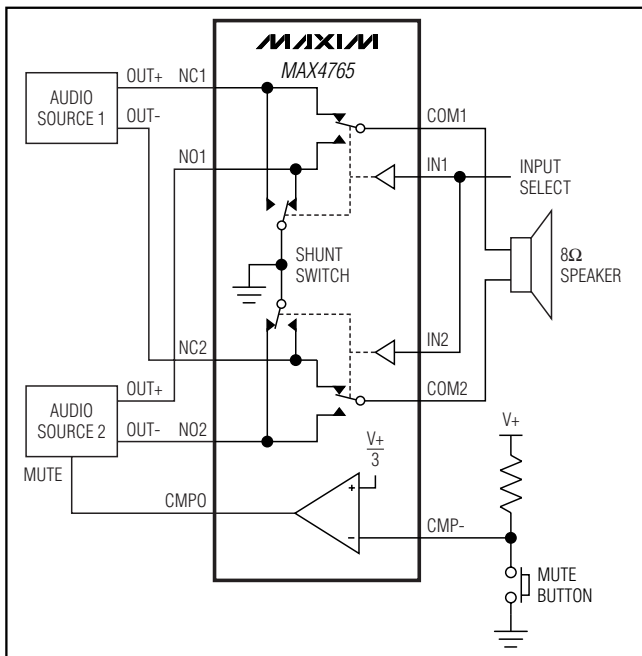 MAXIM
MAX4765
AUDIO
SOURCE 1
OUT+
OUT-
NC1
NO1
COM1
IN1
INPUT
SELECT
SHUNT
SWITCH
8Ω
SPEAKER
NC2
IN2
COM2
AUDIO
SOURCE 2
OUT+
OUT-
NO2
MUTE
CMPO
V+
3
+
-
CMP-
V+
MUTE
BUTTON